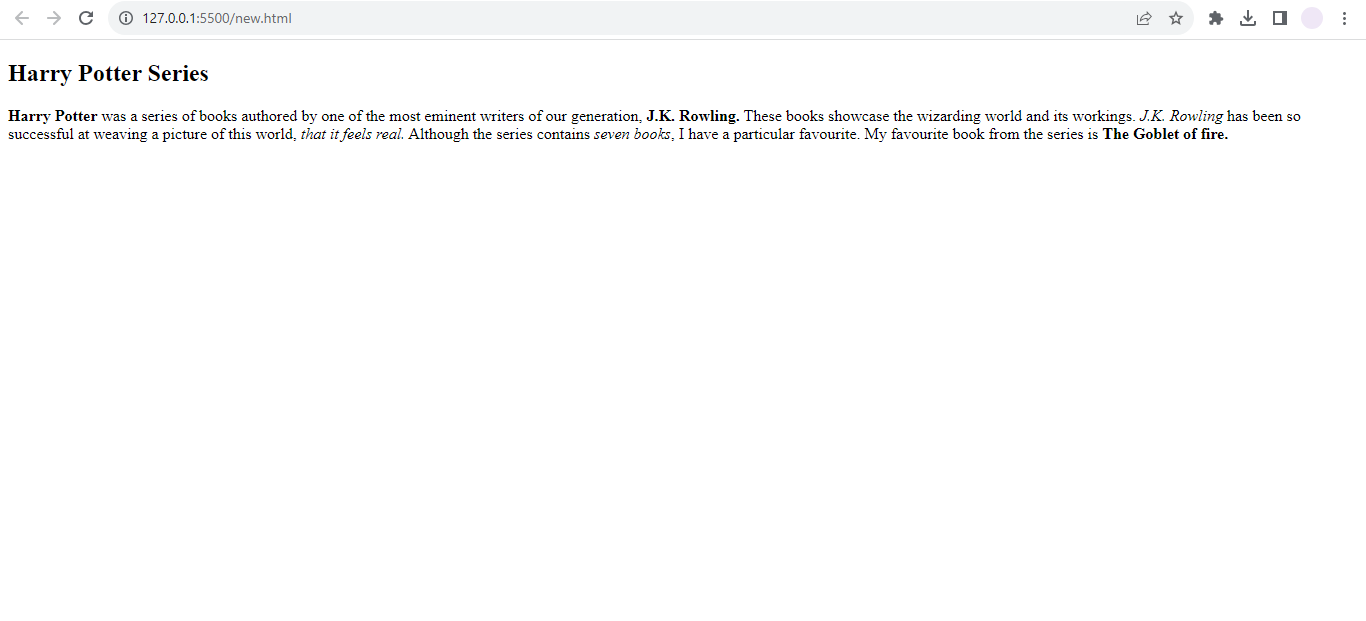 127.0.0.1:5500/new.html
Harry Potter Series
Harry Potter was a series of books authored by one of the most eminent writers of our generation, J.K. Rowling. These books showcase the wizarding world and its workings. J.K. Rowling has been so
successful at weaving a picture of this world, that it feels real. Although the series contains seven books, I have a particular favourite. My favourite book from the series is The Goblet of fire.